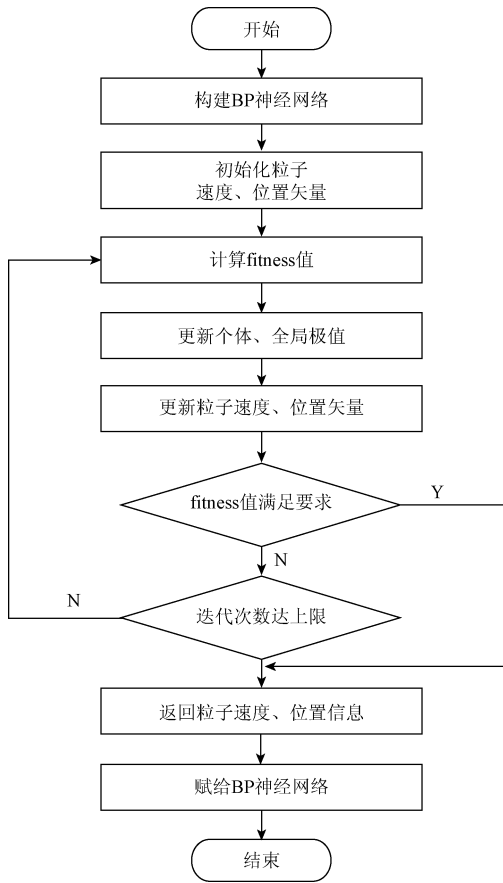 开始
构建BP神经网络
初始化粒子
速度、位置矢量
计算fitness值
更新个体、全局极值
更新粒子速度、位置矢量
fitness值满足要求
Y
N
迭代次数达上限
N
返回粒子速度、位置信息
赋给BP神经网络
结束